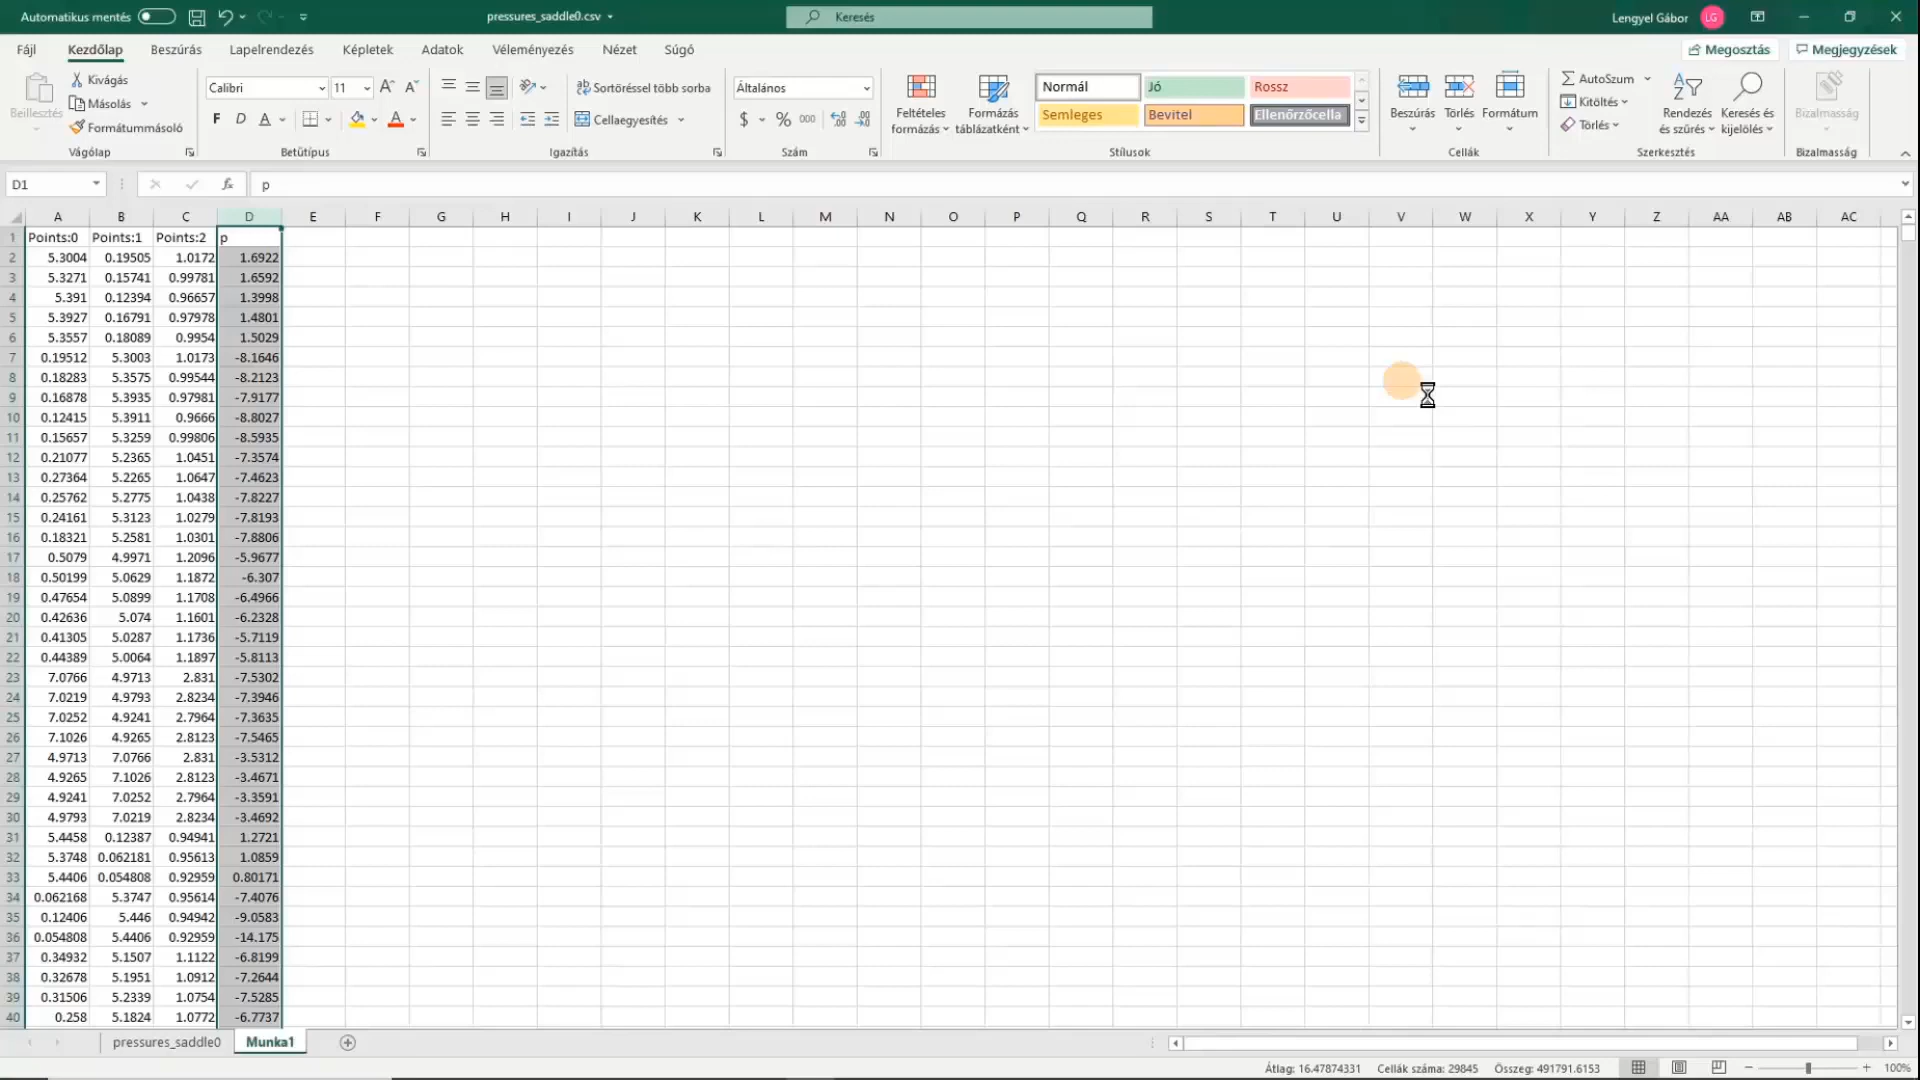 Automatikus mentés
pressures_saddle0.csv
Keresés
Lengyel Gábor LG
Fájl Kezdőlap Beszúrás Lapelrendezés Képletek Adatok Véleményezés Nézet Súgó Megosztás Megjegyzések
Beillesztés
Kivágás
Másolás
Formátummásoló
Vágólap
Calibri 11
F D A
Betűtípus
Sortöréssel több sorba
Cellaegyesítés
Igazítás
Általános
$ % 000
Szám
Feltételes formázás
Formázás táblázatként
Normál Jó Rossz
Semleges Bevitel Ellenőrzőcella
Stílusok
Beszúrás Törlés Formátum
Cellák
AutoSzum
Kitöltés
Törlés
Rendezés és szűrés
Keresés és kijelölés
Szerkesztés
Bizalmasság
Bizalmasság
D1 fx p
A B C D E F G H I J K L M N O P Q R S T U V W X Y Z AA AB AC
1 Points:0 Points:1 Points:2 p
2 5.3004 0.19505 1.0172 1.6922
3 5.3271 0.15741 0.99781 1.6592
4 5.391 0.12394 0.96657 1.3998
5 5.3927 0.16791 0.97978 1.4801
6 5.3557 0.18089 0.9954 1.5029
7 0.19512 5.3003 1.0173 -8.1646
8 0.18283 5.3575 0.99544 -8.2123
9 0.16878 5.3935 0.97981 -7.9177
10 0.12415 5.3911 0.9666 -8.8027
11 0.15657 5.3259 0.99806 -8.5935
12 0.21077 5.2365 1.0451 -7.3574
13 0.27364 5.2265 1.0647 -7.4623
14 0.25762 5.2775 1.0438 -7.8227
15 0.24161 5.3123 1.0279 -7.8193
16 0.18321 5.2581 1.0301 -7.8806
17 0.5079 4.9971 1.2096 -5.9677
18 0.50199 5.0629 1.1872 -6.307
19 0.47654 5.0899 1.1708 -6.4966
20 0.42636 5.074 1.1601 -6.2328
21 0.41305 5.0287 1.1736 -5.7119
22 0.44389 5.0064 1.1897 -5.8113
23 7.0766 4.9713 2.831 -7.5302
24 7.0219 4.9793 2.8234 -7.3946
25 7.0252 4.9241 2.7964 -7.3635
26 7.1026 4.9265 2.8123 -7.5465
27 4.9713 7.0766 2.831 -3.5312
28 4.9265 7.1026 2.8123 -3.4671
29 4.9241 7.0252 2.7964 -3.3591
30 4.9793 7.0219 2.8234 -3.4692
31 5.4458 0.12387 0.94941 1.2721
32 5.3748 0.062181 0.95613 1.0859
33 5.4406 0.054808 0.92959 0.80171
34 0.062168 5.3747 0.95614 -7.4076
35 0.12406 5.446 0.94942 -9.0583
36 0.054808 5.4406 0.92959 -14.175
37 0.34932 5.1507 1.1122 -6.8199
38 0.32678 5.1951 1.0912 -7.2644
39 0.31506 5.2339 1.0754 -7.5285
40 0.258 5.1824 1.0772 -6.7737
pressures_saddle0 Munka1
Átlag: 16.47874331 Cellák száma: 29845 Összeg: 491791.6153 100%